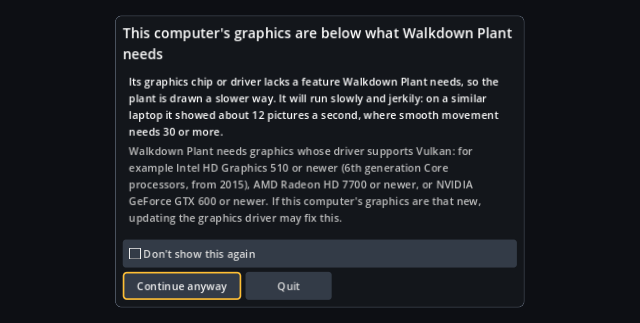 This computer's graphics are below what Walkdown Plant
needs
Its graphics chip or driver lacks a feature Walkdown Plant needs, so the
plant is drawn a slower way. It will run slowly and jerkily: on a similar
laptop it showed about 12 pictures a second, where smooth movement
needs 30 or more.
Walkdown Plant needs graphics whose driver supports Vulkan: for
example Intel HD Graphics 510 or newer (6th generation Core
processors, from 2015), AMD Radeon HD 7700 or newer, or NVIDIA
GeForce GTX 600 or newer. If this computer's graphics are that new,
updating the graphics driver may fix this.
Don't show this again
Continue anyway
Quit